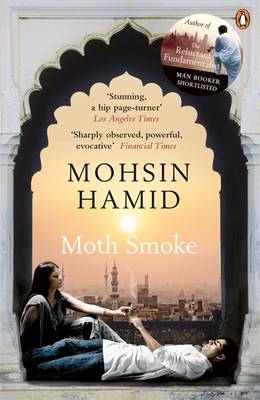 Author of
The
Reluctant
Fundamentalist
MAN BOOKER
SHORTLISTED
‘Stunning,
a hip page-turner’
Los Angeles Times
‘Sharply observed, powerful,
evocative’ Financial Times
MOHSIN
HAMID
Moth Smoke